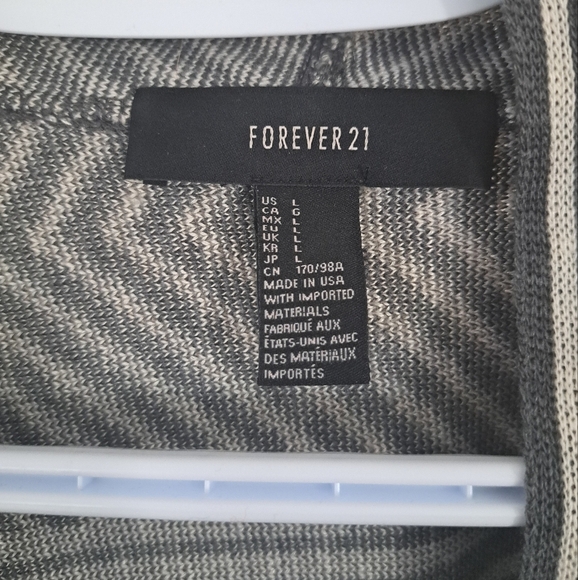 FOREVER 21
US L
CA G
MX L
EU L
UK L
KR L
JP L
CN 170/98A
MADE IN USA
WITH IMPORTED
MATERIALS
FABRIQUÉ AUX
ÉTATS-UNIS AVEC
DES MATÉRIAUX
IMPORTÉS